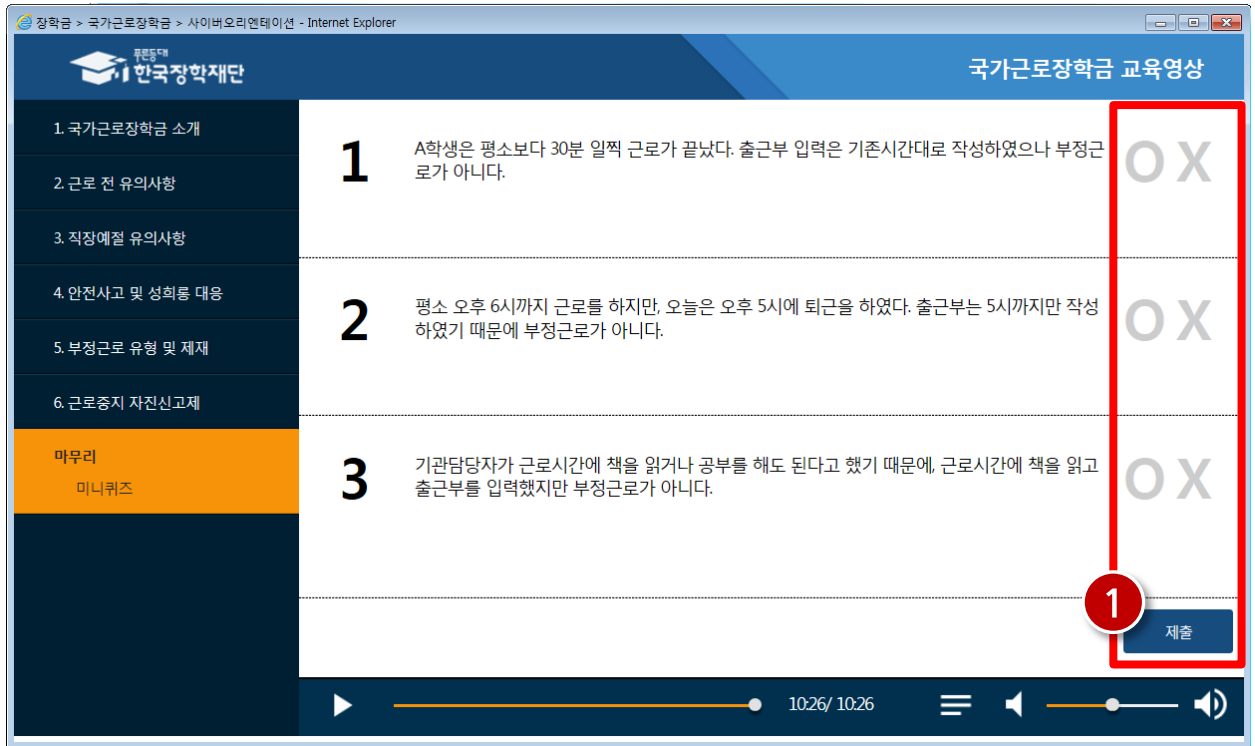 장학금 > 국가근로장학금 > 사이버오리엔테이션 - Internet Explorer
푸른등대
한국장학재단
국가근로장학금 교육영상
1. 국가근로장학금 소개
2. 근로 전 유의사항
3. 직장예절 유의사항
4. 안전사고 및 성희롱 대응
5. 부정근로 유형 및 제재
6. 근로중지 자진신고제
마무리
미니퀴즈
1
A학생은 평소보다 30분 일찍 근로가 끝났다. 출근부 입력은 기존시간대로 작성하였으나 부정근
로가 아니다.
O X
2
평소 오후 6시까지 근로를 하지만, 오늘은 오후 5시에 퇴근을 하였다. 출근부는 5시까지만 작성
하였기 때문에 부정근로가 아니다.
O X
3
기관담당자가 근로시간에 책을 읽거나 공부를 해도 된다고 했기 때문에, 근로시간에 책을 읽고
출근부를 입력했지만 부정근로가 아니다.
O X
1
제출
10:26/ 10:26